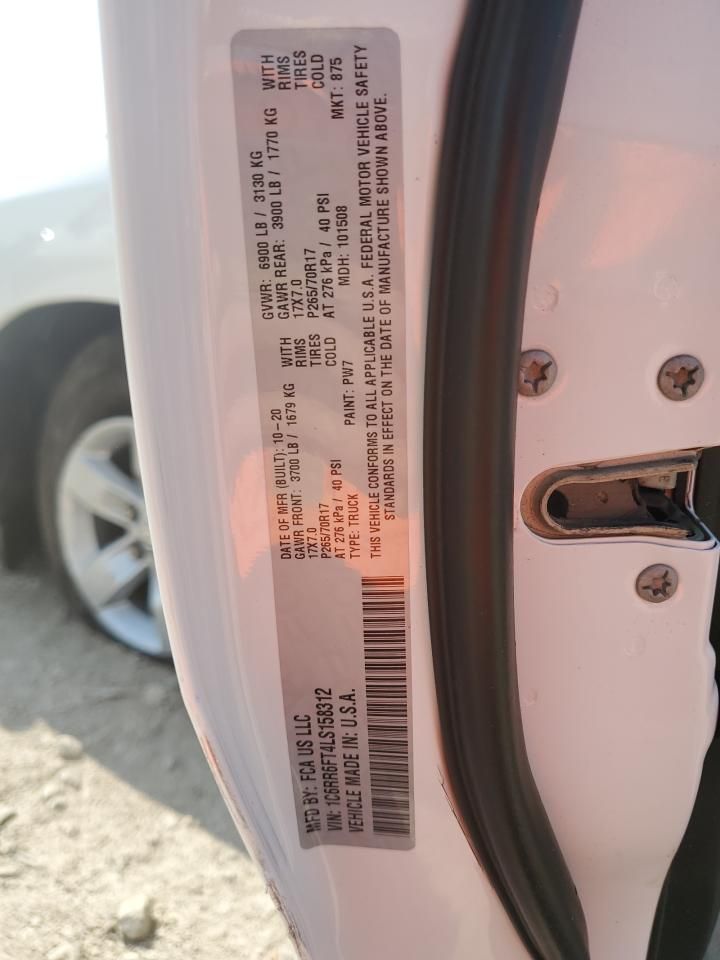 MFD BY: FCA US LLC
VIN: 1C6RR6FT4LS158312
VEHICLE MADE IN: U.S.A.
DATE OF MFR (BUILT): 10-20 GVWR: 6900 LB / 3130 KG
GAWR FRONT: 3700 LB / 1679 KG WITH GAWR REAR: 3900 LB / 1770 KG WITH
17X7.0 RIMS 17X7.0 RIMS
P265/70R17 TIRES P265/70R17 TIRES
AT 276 kPa / 40 PSI COLD AT 276 kPa / 40 PSI COLD
TYPE: TRUCK PAINT: PW7 MDH: 101508 MKT: 875
THIS VEHICLE CONFORMS TO ALL APPLICABLE U.S.A. FEDERAL MOTOR VEHICLE SAFETY
STANDARDS IN EFFECT ON THE DATE OF MANUFACTURE SHOWN ABOVE.